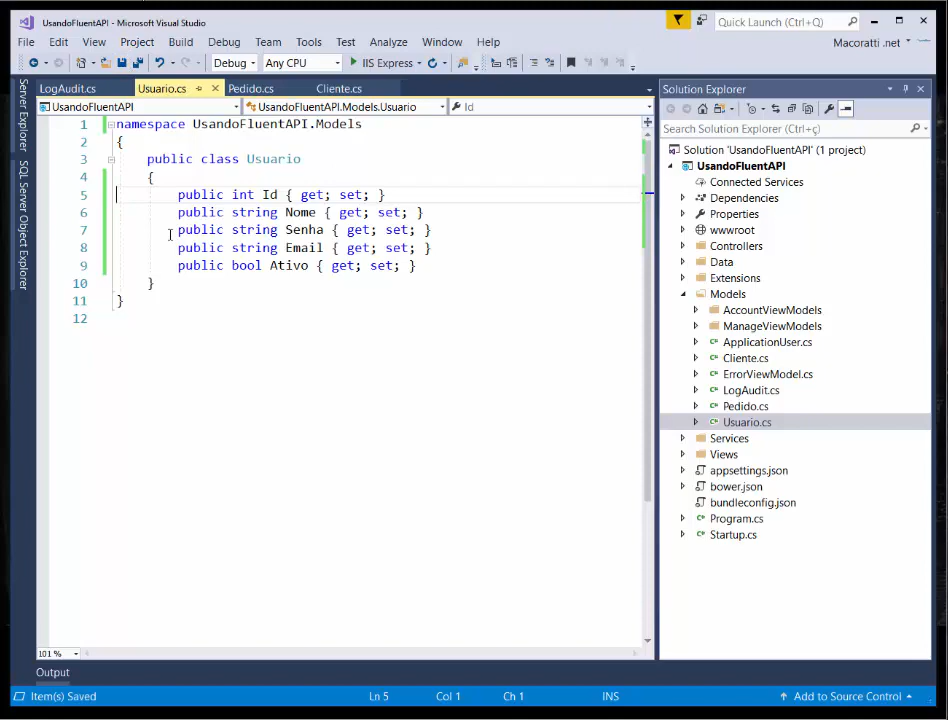 UsandoFluentAPI - Microsoft Visual Studio
Quick Launch (Ctrl+Q)
File Edit View Project Build Debug Team Tools Test Analyze Window Help
Macoratti .net
Debug Any CPU IIS Express
Server Explorer
SQL Server Object Explorer
LogAudit.cs Usuario.cs Pedido.cs Cliente.cs
UsandoFluentAPI UsandoFluentAPI.Models.Usuario Id
1 namespace UsandoFluentAPI.Models
2 {
3 public class Usuario
4 {
5 public int Id { get; set; }
6 public string Nome { get; set; }
7 public string Senha { get; set; }
8 public string Email { get; set; }
9 public bool Ativo { get; set; }
10 }
11 }
12
101 %
Solution Explorer
Search Solution Explorer (Ctrl+ç)
Solution 'UsandoFluentAPI' (1 project)
UsandoFluentAPI
Connected Services
Dependencies
Properties
wwwroot
Controllers
Data
Extensions
Models
AccountViewModels
ManageViewModels
ApplicationUser.cs
Cliente.cs
ErrorViewModel.cs
LogAudit.cs
Pedido.cs
Usuario.cs
Services
Views
appsettings.json
bower.json
bundleconfig.json
Program.cs
Startup.cs
Output
Item(s) Saved Ln 5 Col 1 Ch 1 INS Add to Source Control